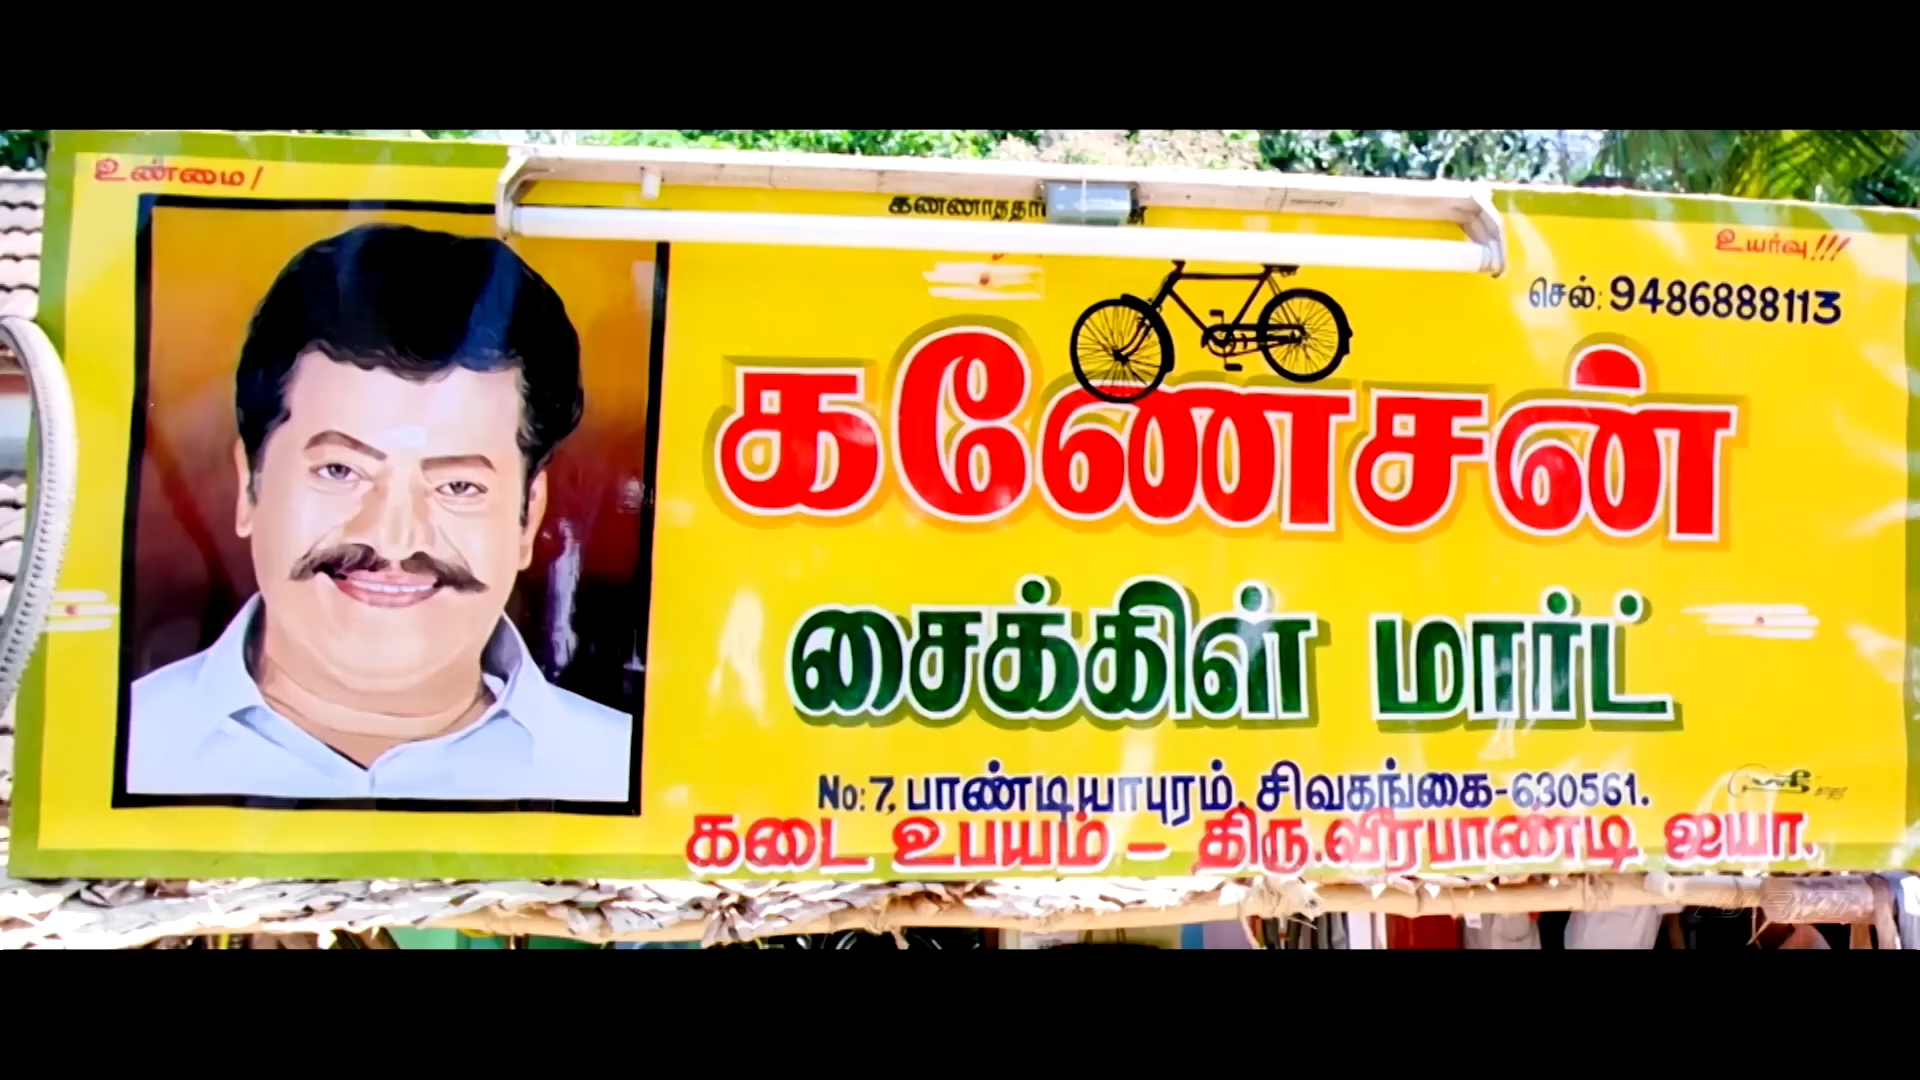 உண்மை!
உயர்வு!!!
செல்: 9486888113
கணேசன்
சைக்கிள் மார்ட்
No: 7, பாண்டியாபுரம், சிவகங்கை-630561.
கடை உபயம் - திரு.வீரபாண்டி ஐயா.